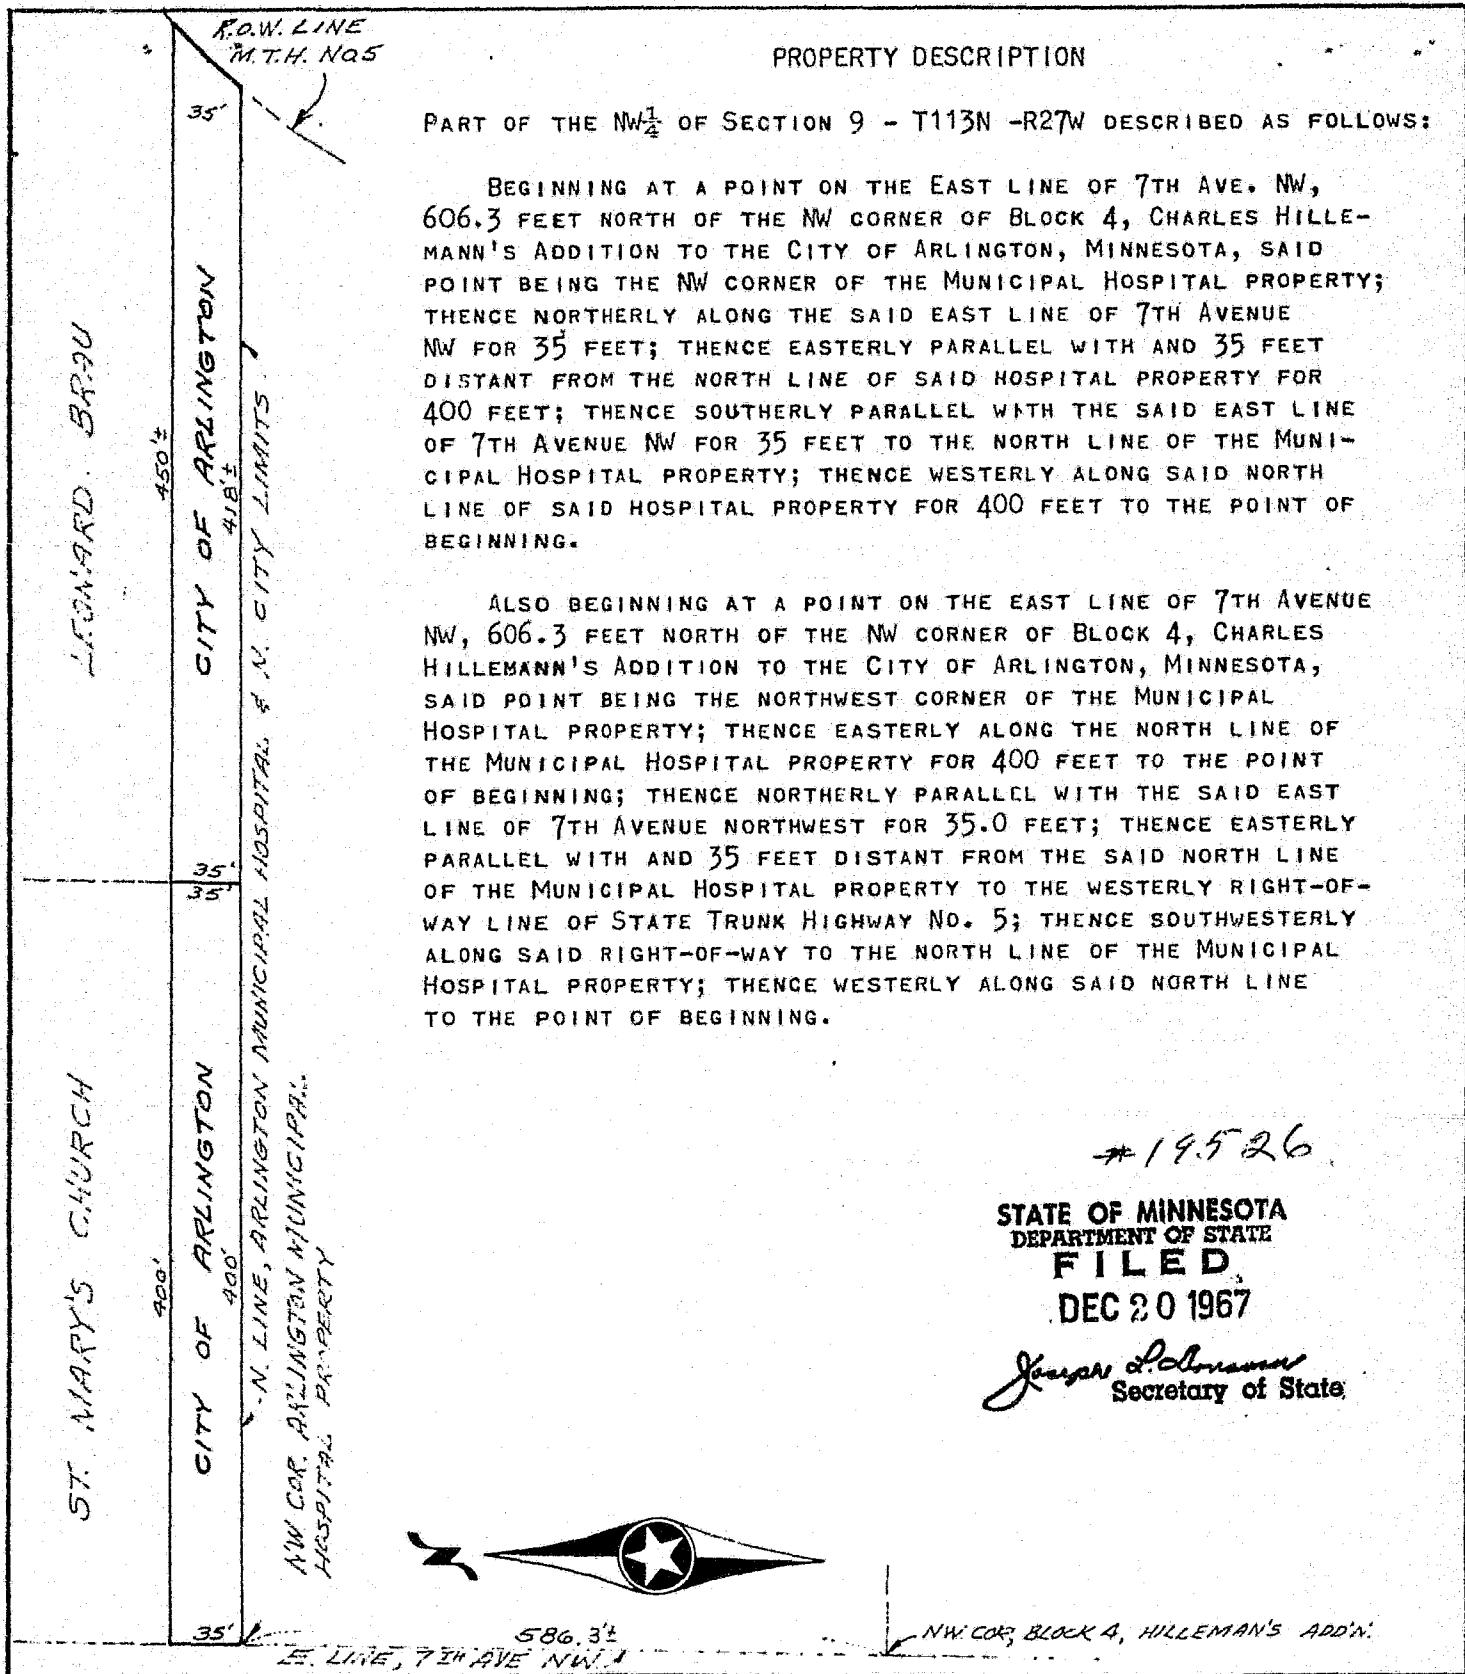 R.O.W. LINE
M.T.H. NO5
35'
PROPERTY DESCRIPTION
PART OF THE NW¼ OF SECTION 9 - T113N -R27W DESCRIBED AS FOLLOWS:
BEGINNING AT A POINT ON THE EAST LINE OF 7TH AVE. NW,
606.3 FEET NORTH OF THE NW CORNER OF BLOCK 4, CHARLES HILLE-
MANN'S ADDITION TO THE CITY OF ARLINGTON, MINNESOTA, SAID
POINT BEING THE NW CORNER OF THE MUNICIPAL HOSPITAL PROPERTY;
THENCE NORTHERLY ALONG THE SAID EAST LINE OF 7TH AVENUE
NW FOR 35 FEET; THENCE EASTERLY PARALLEL WITH AND 35 FEET
DISTANT FROM THE NORTH LINE OF SAID HOSPITAL PROPERTY FOR
400 FEET; THENCE SOUTHERLY PARALLEL WITH THE SAID EAST LINE
OF 7TH AVENUE NW FOR 35 FEET TO THE NORTH LINE OF THE MUNI-
CIPAL HOSPITAL PROPERTY; THENCE WESTERLY ALONG SAID NORTH
LINE OF SAID HOSPITAL PROPERTY FOR 400 FEET TO THE POINT OF
BEGINNING.
ALSO BEGINNING AT A POINT ON THE EAST LINE OF 7TH AVENUE
NW, 606.3 FEET NORTH OF THE NW CORNER OF BLOCK 4, CHARLES
HILLEMANN'S ADDITION TO THE CITY OF ARLINGTON, MINNESOTA,
SAID POINT BEING THE NORTHWEST CORNER OF THE MUNICIPAL
HOSPITAL PROPERTY; THENCE EASTERLY ALONG THE NORTH LINE OF
THE MUNICIPAL HOSPITAL PROPERTY FOR 400 FEET TO THE POINT
OF BEGINNING; THENCE NORTHERLY PARALLEL WITH THE SAID EAST
LINE OF 7TH AVENUE NORTHWEST FOR 35.0 FEET; THENCE EASTERLY
PARALLEL WITH AND 35 FEET DISTANT FROM THE SAID NORTH LINE
OF THE MUNICIPAL HOSPITAL PROPERTY TO THE WESTERLY RIGHT-OF-
WAY LINE OF STATE TRUNK HIGHWAY NO. 5; THENCE SOUTHWESTERLY
ALONG SAID RIGHT-OF-WAY TO THE NORTH LINE OF THE MUNICIPAL
HOSPITAL PROPERTY; THENCE WESTERLY ALONG SAID NORTH LINE
TO THE POINT OF BEGINNING.
LEONARD BRAU
450'±
CITY OF ARLINGTON
418'±
35'
35'
ST. MARY'S CHURCH
400'
CITY OF ARLINGTON
400'
N. LINE, ARLINGTON MUNICIPAL HOSPITAL & N. CITY LIMITS
NW COR. ARLINGTON MUNICIPAL
HOSPITAL PROPERTY
#19526
STATE OF MINNESOTA
DEPARTMENT OF STATE
FILED
DEC 20 1967
Joseph L. Donovan
Secretary of State
N
35'
586.3'±
E. LINE, 7TH AVE NW
NW. COR, BLOCK 4, HILLEMAN'S ADD'N.